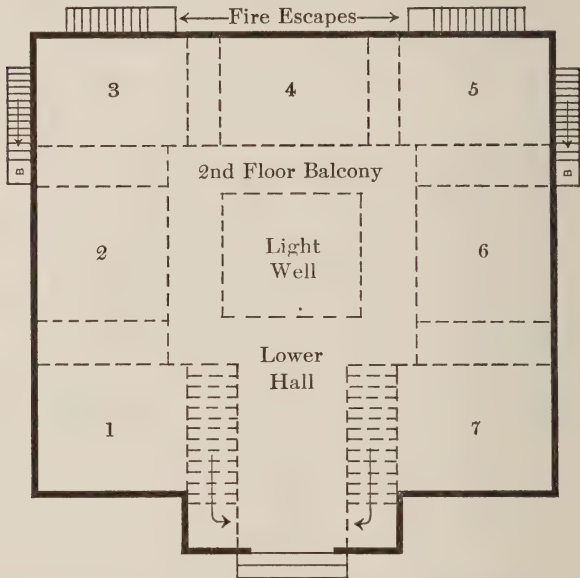 Fire Escapes
3
4
5
B
2nd Floor Balcony
B
2
Light
Well
6
Lower
Hall
1
7